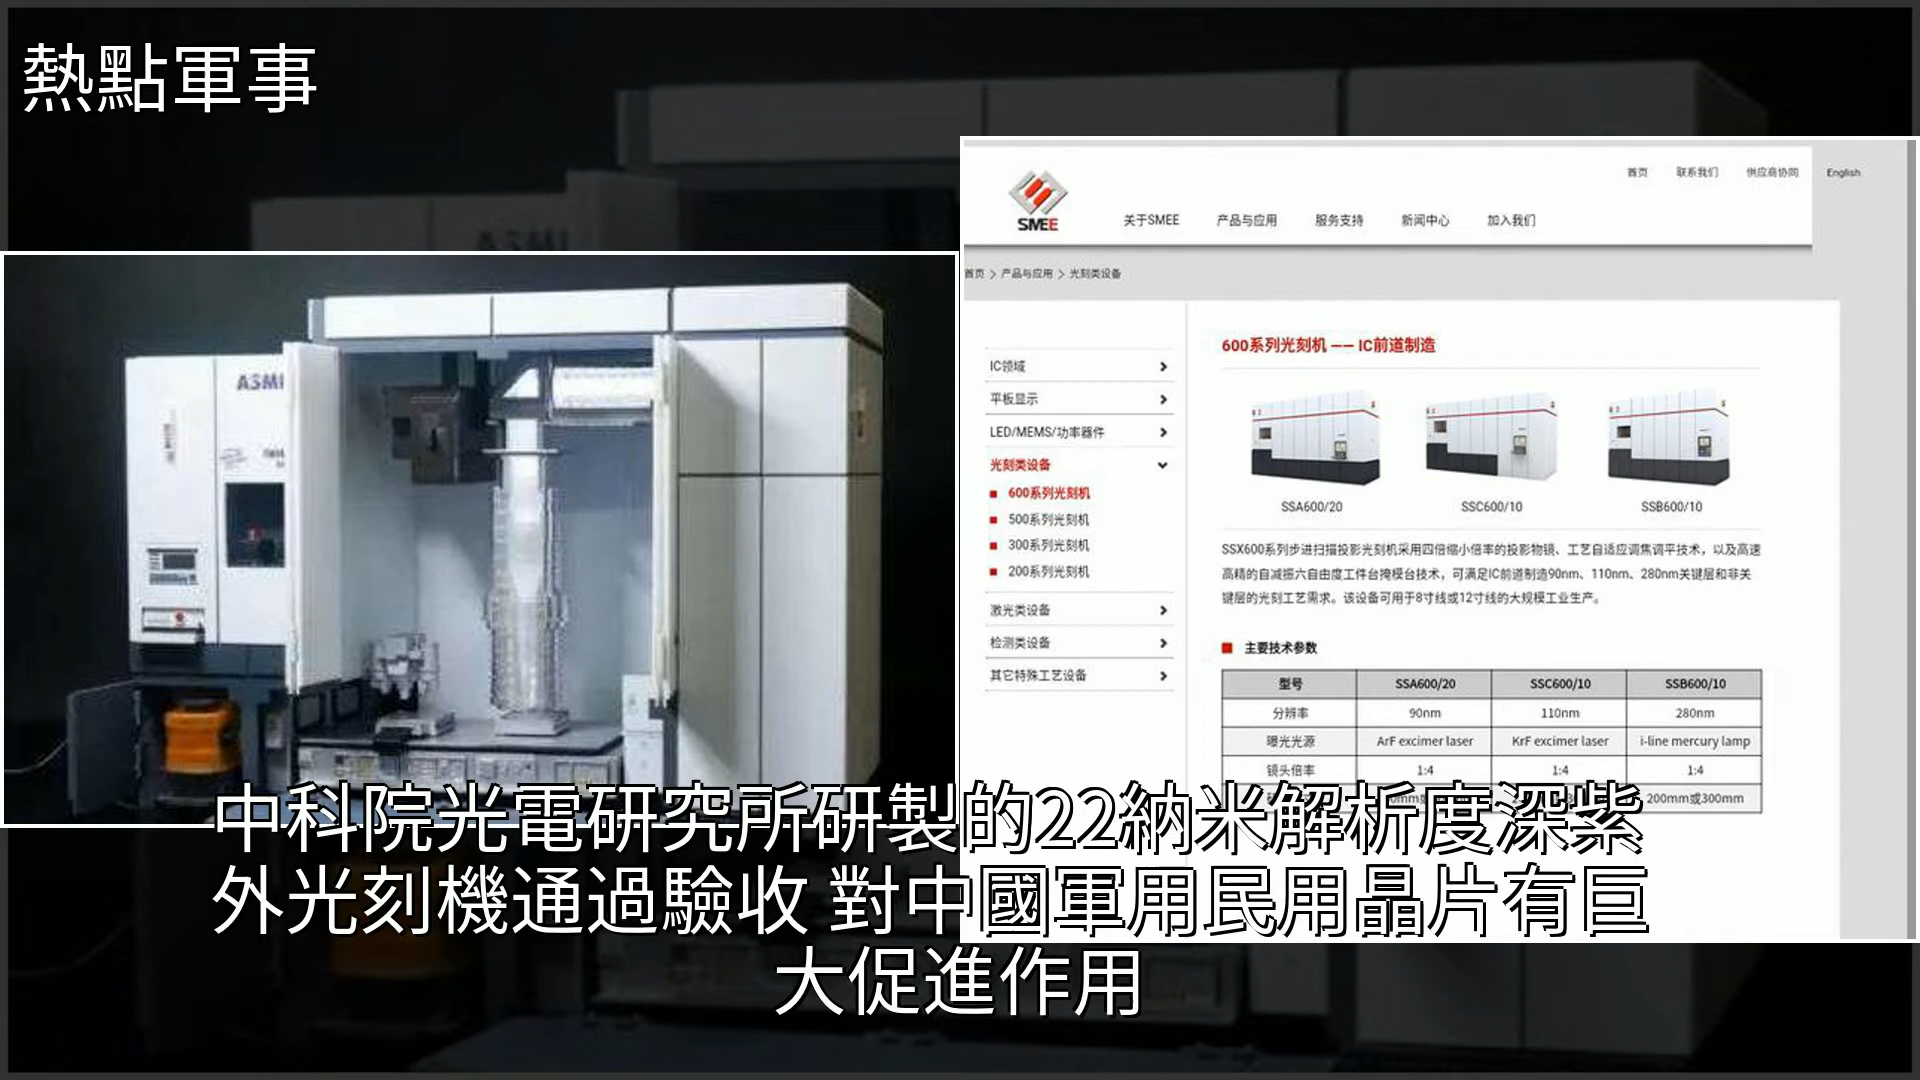 熱點軍事
ASM
SMEE
首页 联系我们 供应商协同 English
关于SMEE 产品与应用 服务支持 新闻中心 加入我们
首页 > 产品与应用 > 光刻类设备
IC领域
平板显示
LED/MEMS/功率器件
光刻类设备
600系列光刻机
500系列光刻机
300系列光刻机
200系列光刻机
激光类设备
检测类设备
其它特殊工艺设备
600系列光刻机 —— IC前道制造
SSA600/20 SSC600/10 SSB600/10
SSX600系列步进扫描投影光刻机采用四倍缩小倍率的投影物镜、工艺自适应调焦调平技术，以及高速
高精的自减振六自由度工件台掩模台技术，可满足IC前道制造90nm、110nm、280nm关键层和非关
键层的光刻工艺需求。该设备可用于8寸线或12寸线的大规模工业生产。
主要技术参数
型号 SSA600/20 SSC600/10 SSB600/10
分辨率 90nm 110nm 280nm
曝光光源 ArF excimer laser KrF excimer laser i-line mercury lamp
镜头倍率 1:4 1:4 1:4
200mm或300mm
中科院光電研究所研製的22納米解析度深紫
外光刻機通過驗收 對中國軍用民用晶片有巨
大促進作用